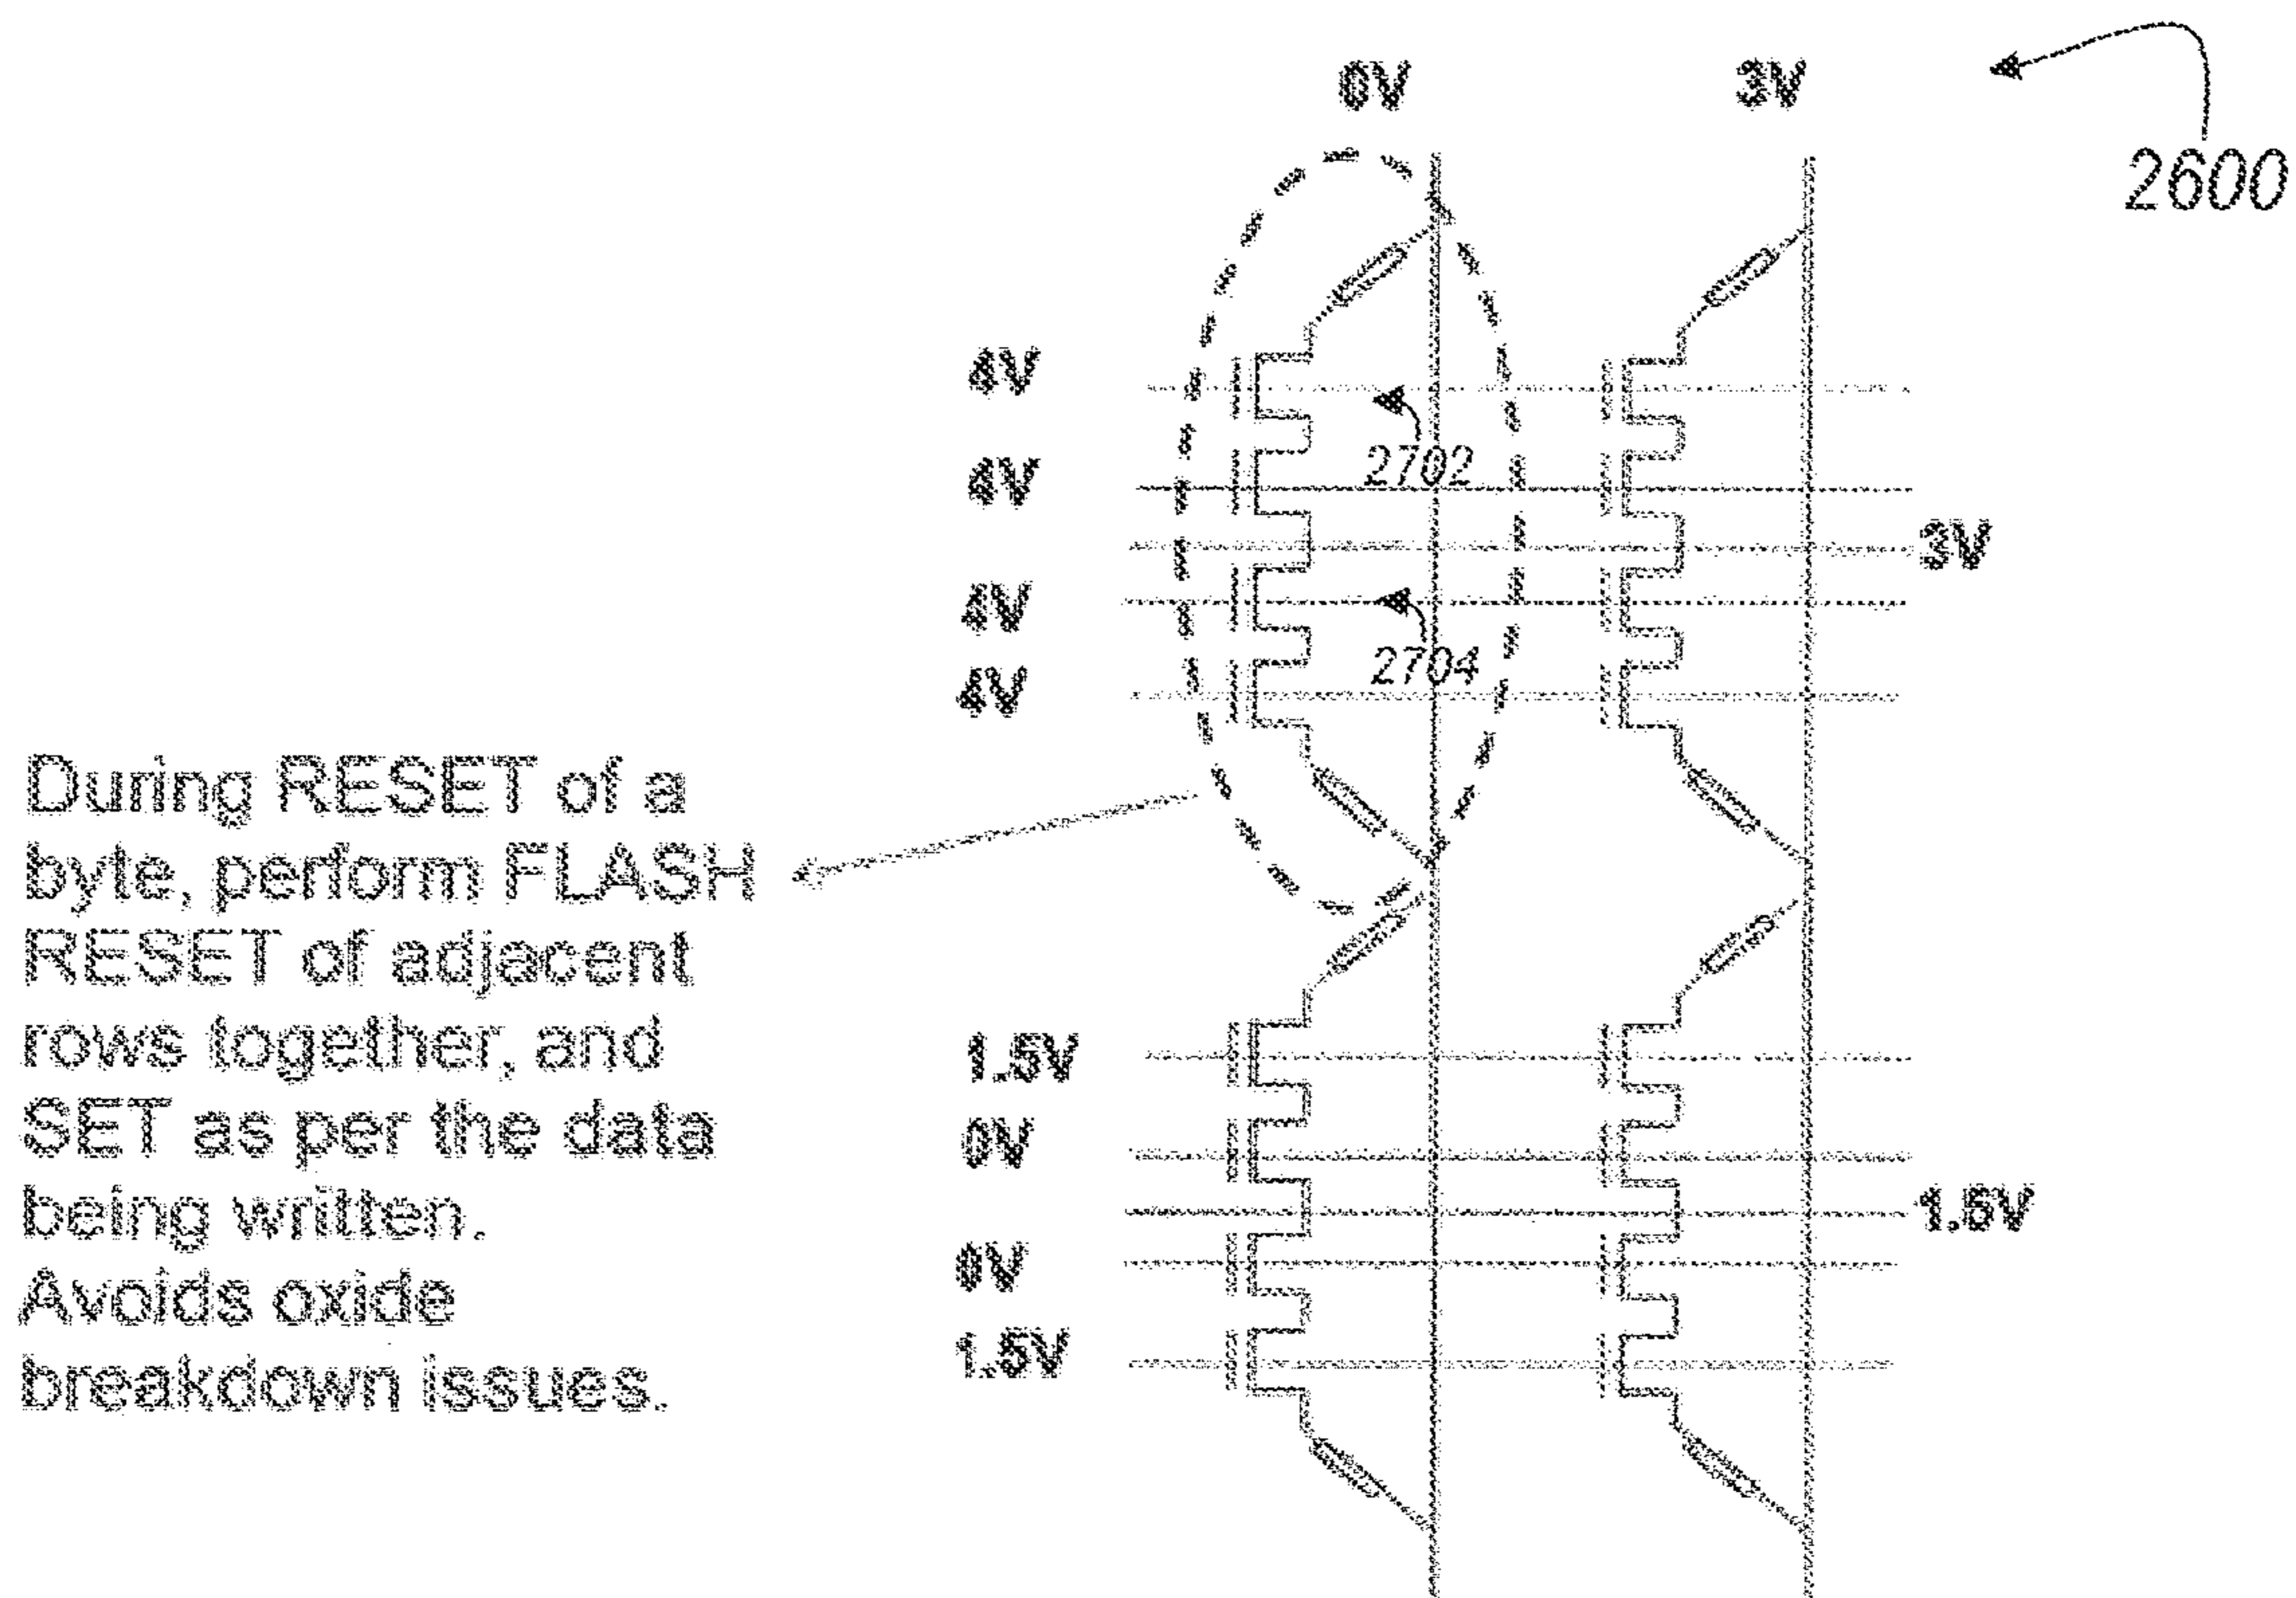 0V
3V
2600
4V
2702
4V
3V
4V
2704
4V
During RESET of a
byte, perform FLASH
RESET of adjacent
rows together, and
SET as per the data
being written.
Avoids oxide
breakdown issues.
1.5V
0V
1.5V
0V
1.5V